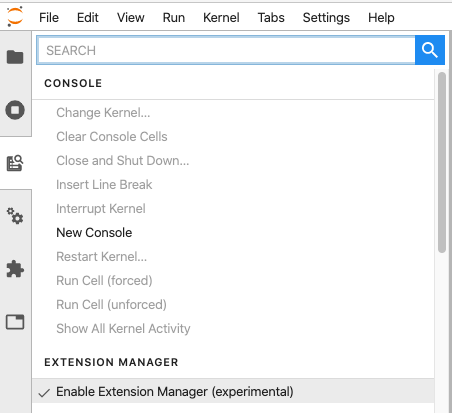 File Edit View Run Kernel Tabs Settings Help
SEARCH
CONSOLE
Change Kernel...
Clear Console Cells
Close and Shut Down...
Insert Line Break
Interrupt Kernel
New Console
Restart Kernel...
Run Cell (forced)
Run Cell (unforced)
Show All Kernel Activity
EXTENSION MANAGER
Enable Extension Manager (experimental)